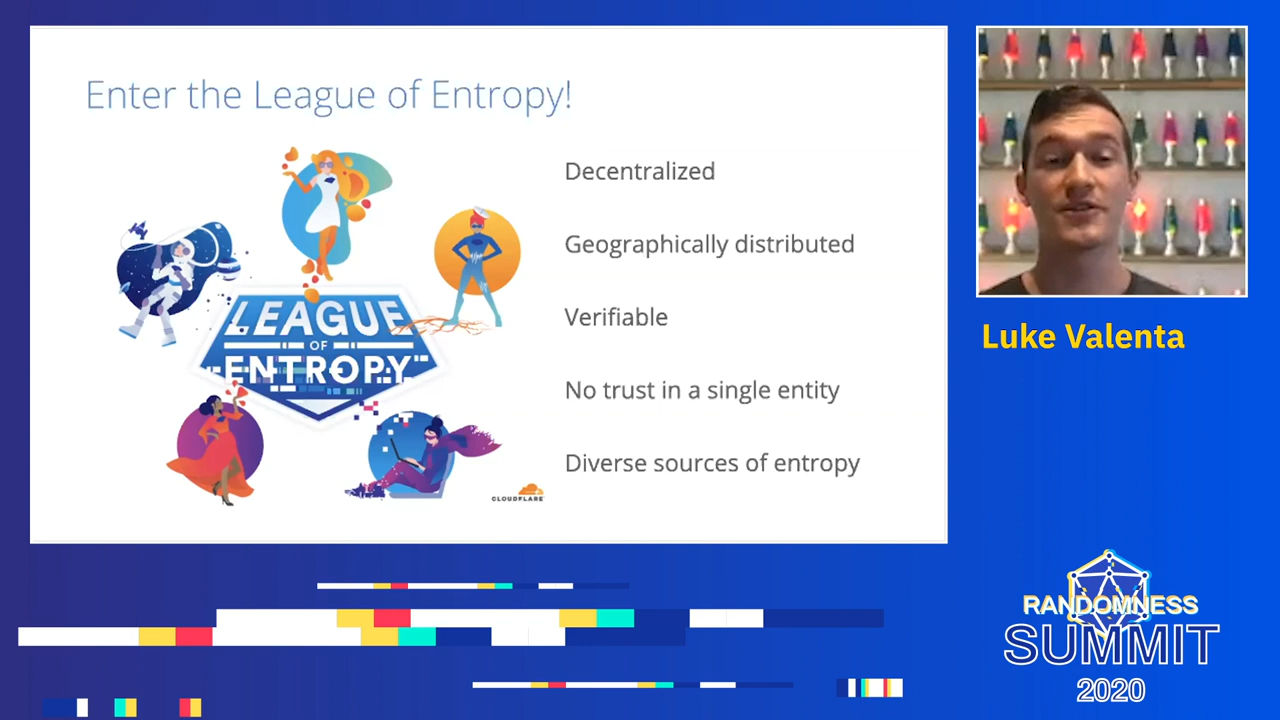 Enter the League of Entropy!
LEAGUE
OF
ENTROPY
CLOUDFLARE
Decentralized
Geographically distributed
Verifiable
No trust in a single entity
Diverse sources of entropy
Luke Valenta
RANDOMNESS
SUMMIT
2020